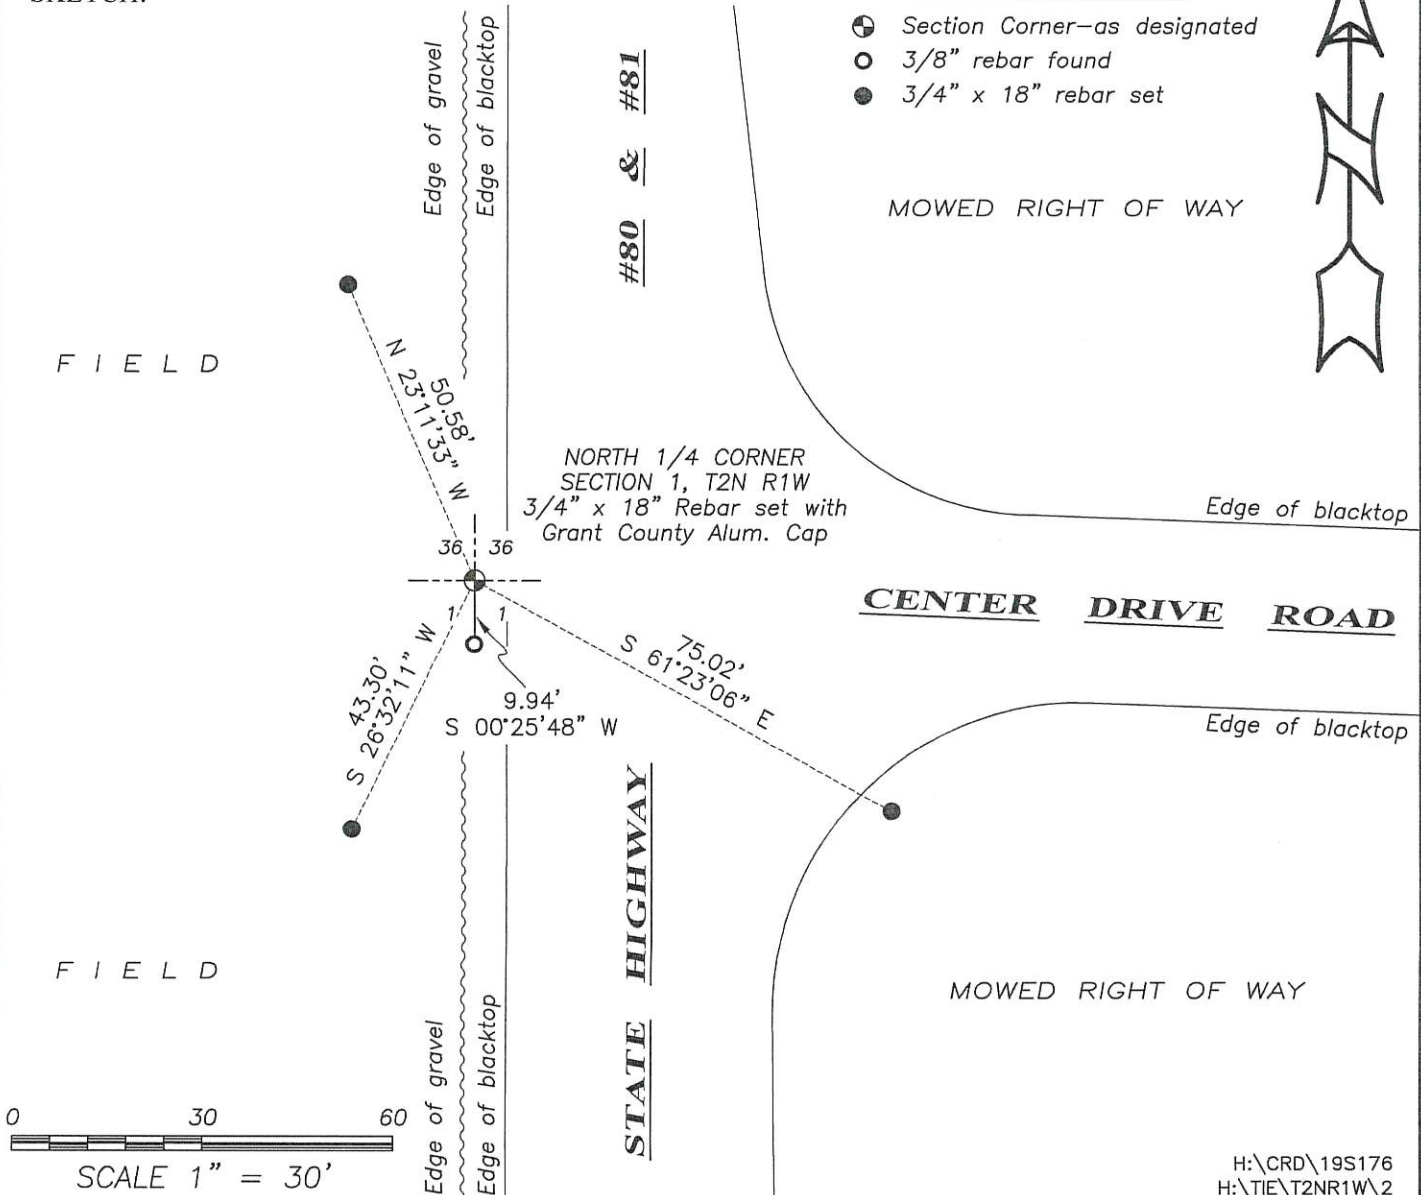 Section Corner—as designated
3/8" rebar found
3/4" x 18" rebar set
Edge of gravel
Edge of blacktop
#80 & #81
MOWED RIGHT OF WAY
N
FIELD
50.58'
N 23°11'33" W
NORTH 1/4 CORNER
SECTION 1, T2N R1W
3/4" x 18" Rebar set with
Grant County Alum. Cap
Edge of blacktop
36 36
1 1
CENTER DRIVE ROAD
43.30'
S 26°32'11" W
75.02'
S 61°23'06" E
9.94'
S 00°25'48" W
Edge of blacktop
STATE HIGHWAY
FIELD
MOWED RIGHT OF WAY
Edge of gravel
Edge of blacktop
0 30 60
SCALE 1" = 30'
H:\CRD\19S176
H:\TIE\T2NR1W\2